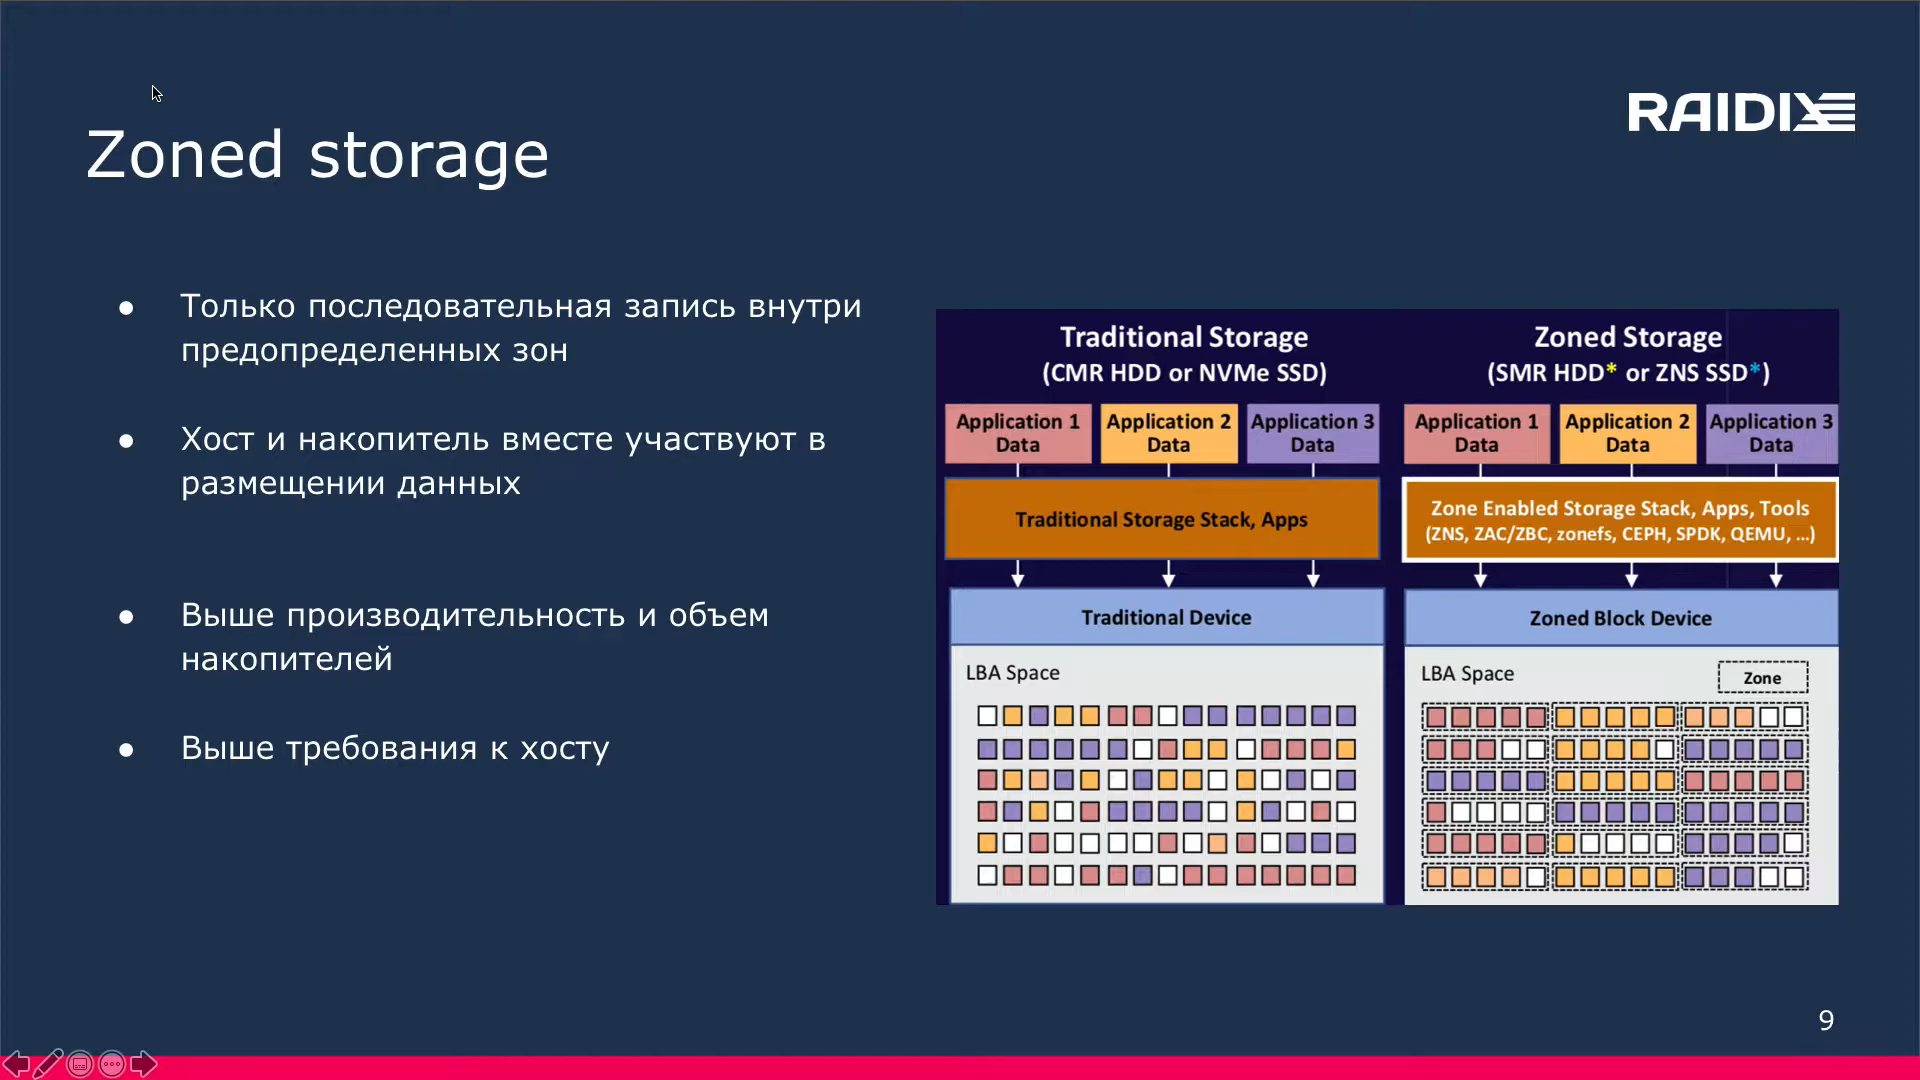 RAIDIX
Zoned storage
● Только последовательная запись внутри
предопределенных зон
● Хост и накопитель вместе участвуют в
размещении данных
● Выше производительность и объем
накопителей
● Выше требования к хосту
Traditional Storage
(CMR HDD or NVMe SSD)
Application 1
Data
Application 2
Data
Application 3
Data
Traditional Storage Stack, Apps
Traditional Device
LBA Space
Zoned Storage
(SMR HDD* or ZNS SSD*)
Application 1
Data
Application 2
Data
Application 3
Data
Zone Enabled Storage Stack, Apps, Tools
(ZNS, ZAC/ZBC, zonefs, CEPH, SPDK, QEMU, ...)
Zoned Block Device
LBA Space
Zone
9